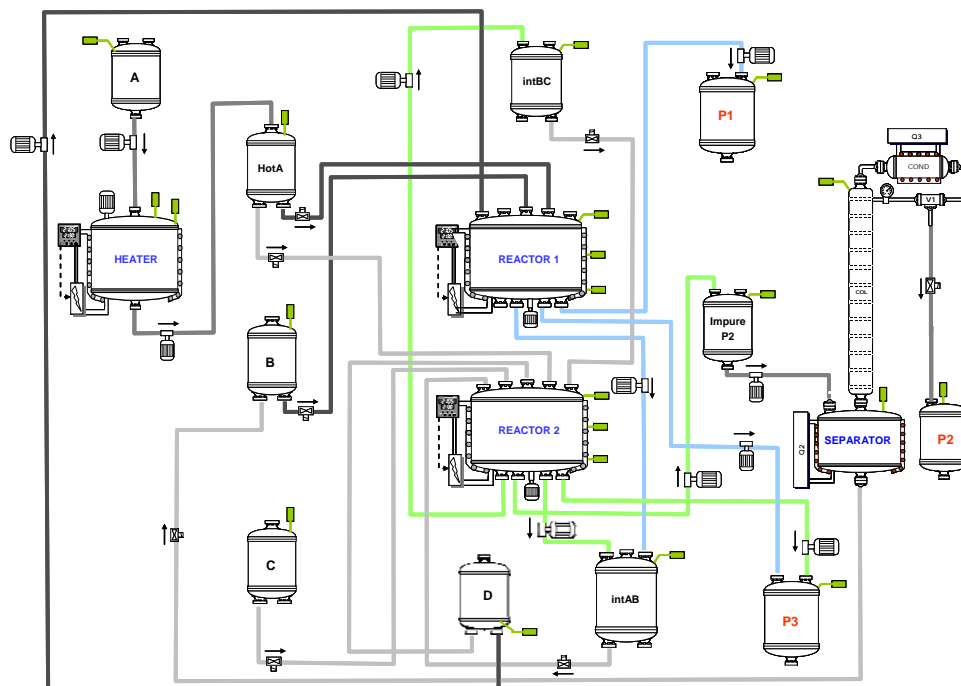 A
intBC
P1
Q3
COND
HotA
V1
HEATER
REACTOR 1
COL
Impure
P2
B
REACTOR 2
SEPARATOR
P2
Q2
C
D
intAB
P3